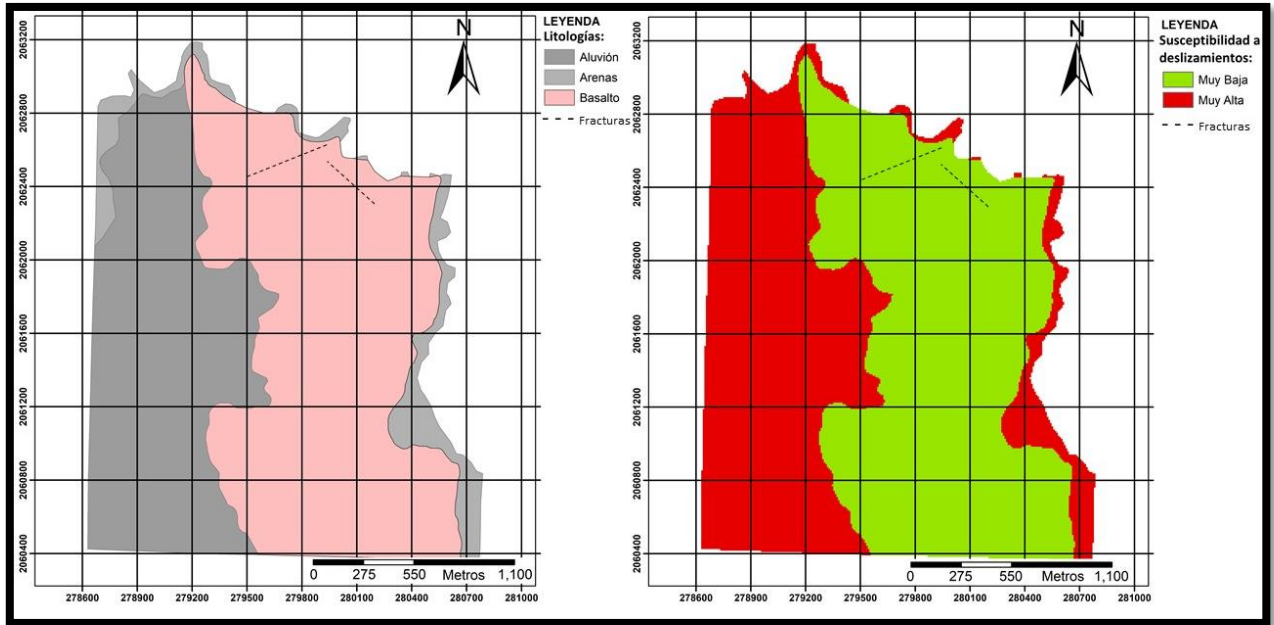 N
LEYENDA
Litologías:
Aluvión
Arenas
Basalto
Fracturas
2063200
2062800
2062400
2062000
2061600
2061200
2060800
2060400
0 275 550 Metros 1,100
278600 278900 279200 279500 279800 280100 280400 280700 281000
N
LEYENDA
Susceptibilidad a
deslizamientos:
Muy Baja
Muy Alta
Fracturas
2063200
2062800
2062400
2062000
2061600
2061200
2060800
2060400
0 275 550 Metros 1,100
278600 278900 279200 279500 279800 280100 280400 280700 281000